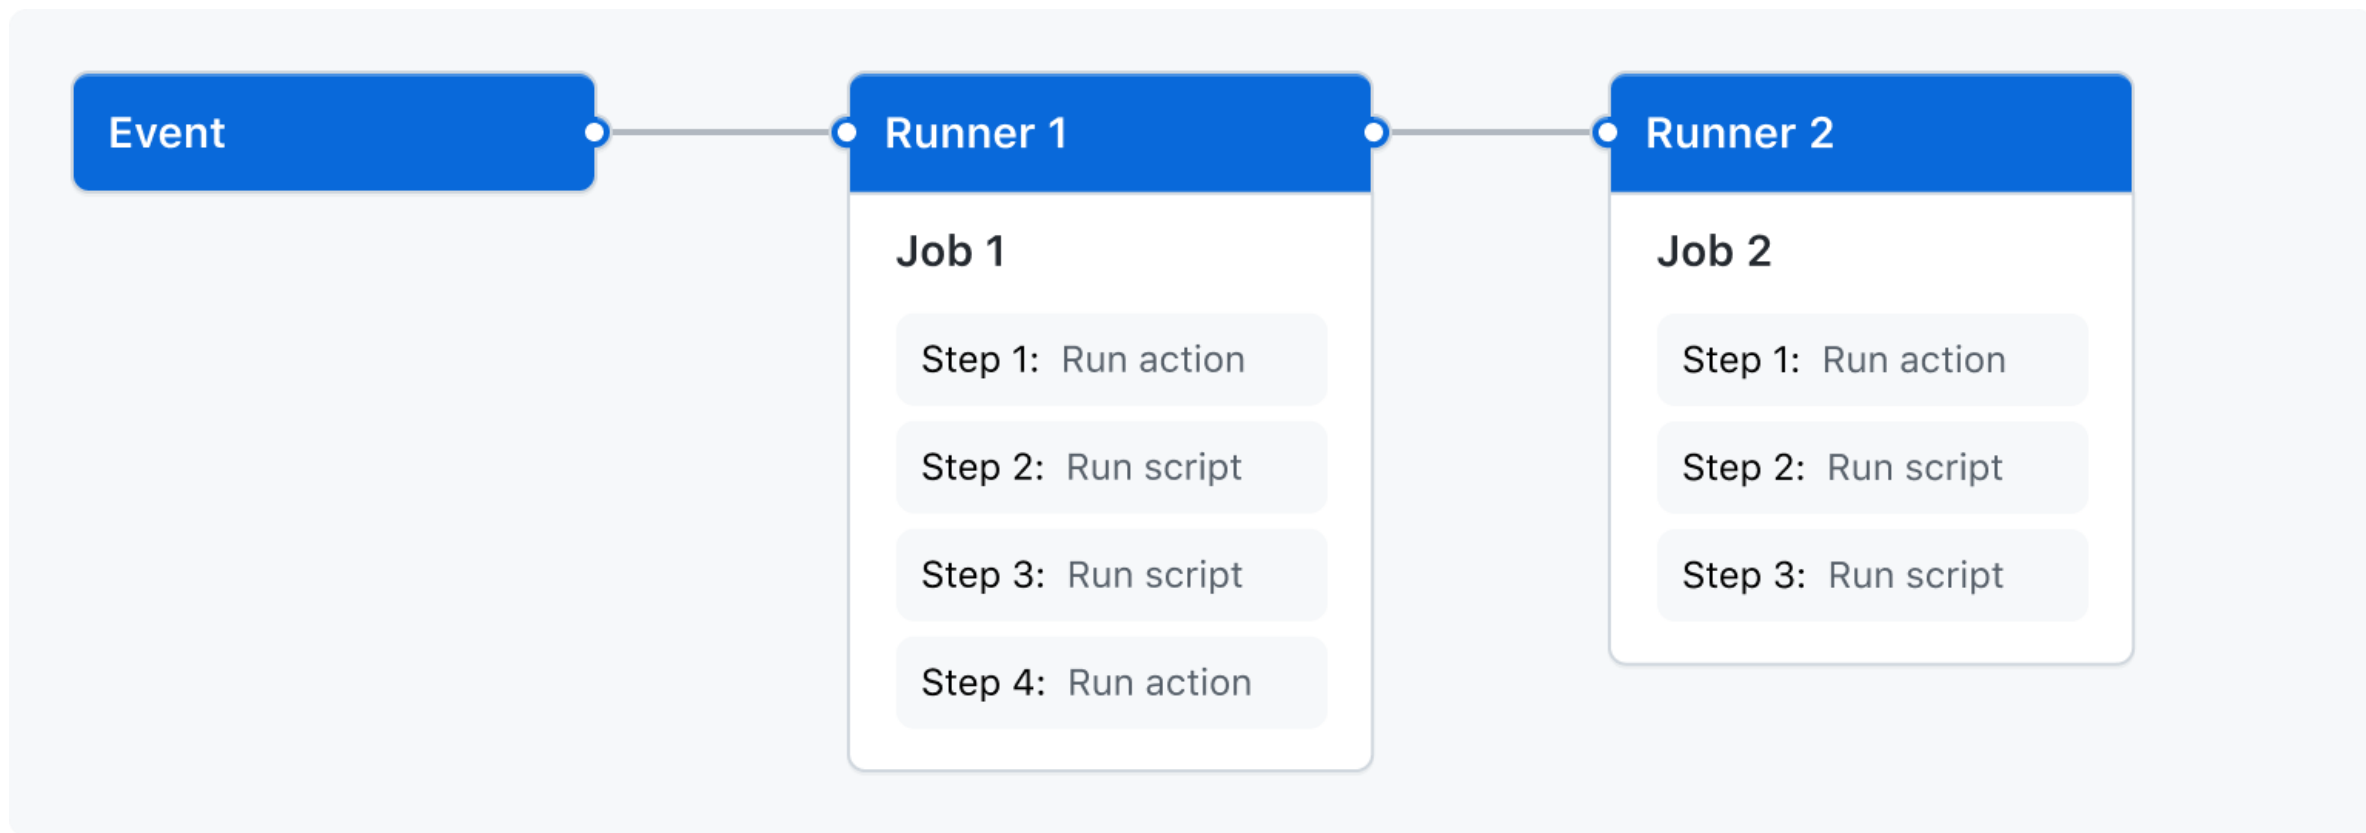 Event
Runner 1
Job 1
Step 1: Run action
Step 2: Run script
Step 3: Run script
Step 4: Run action
Runner 2
Job 2
Step 1: Run action
Step 2: Run script
Step 3: Run script